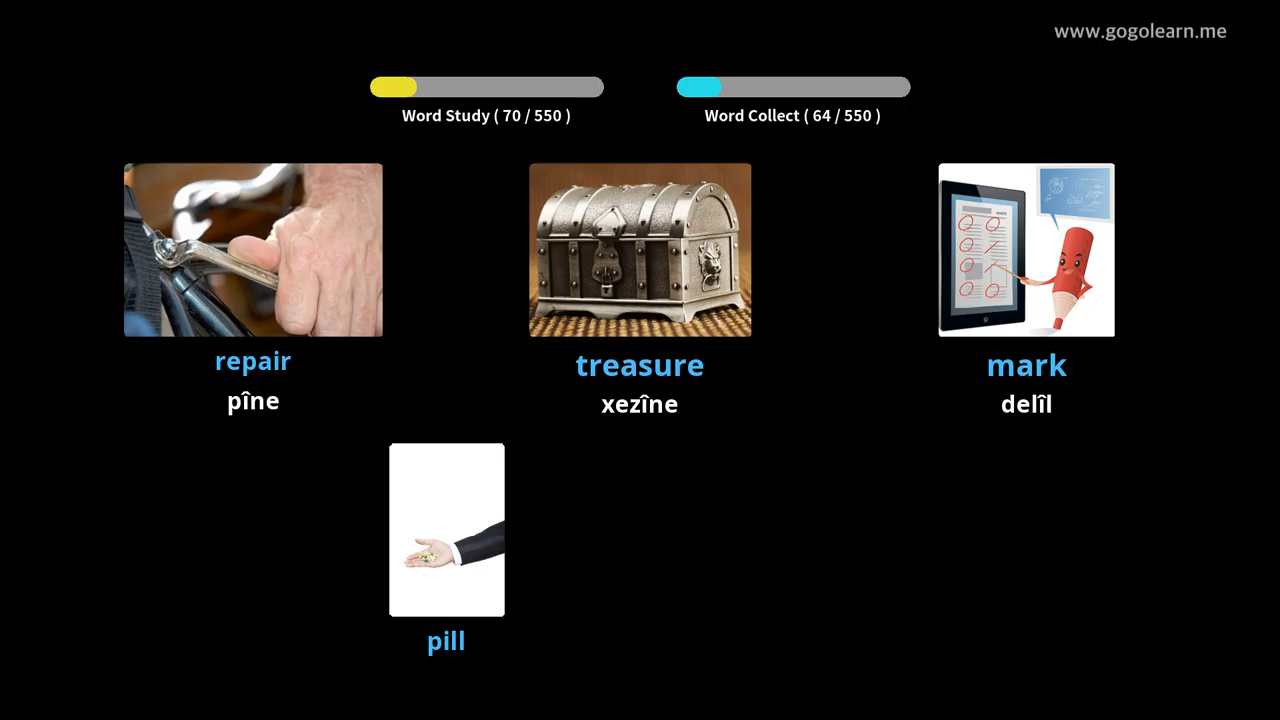 www.gogolearn.me
Word Study ( 70 / 550 )
Word Collect ( 64 / 550 )
repair
pîne
treasure
xezîne
mark
delîl
pill